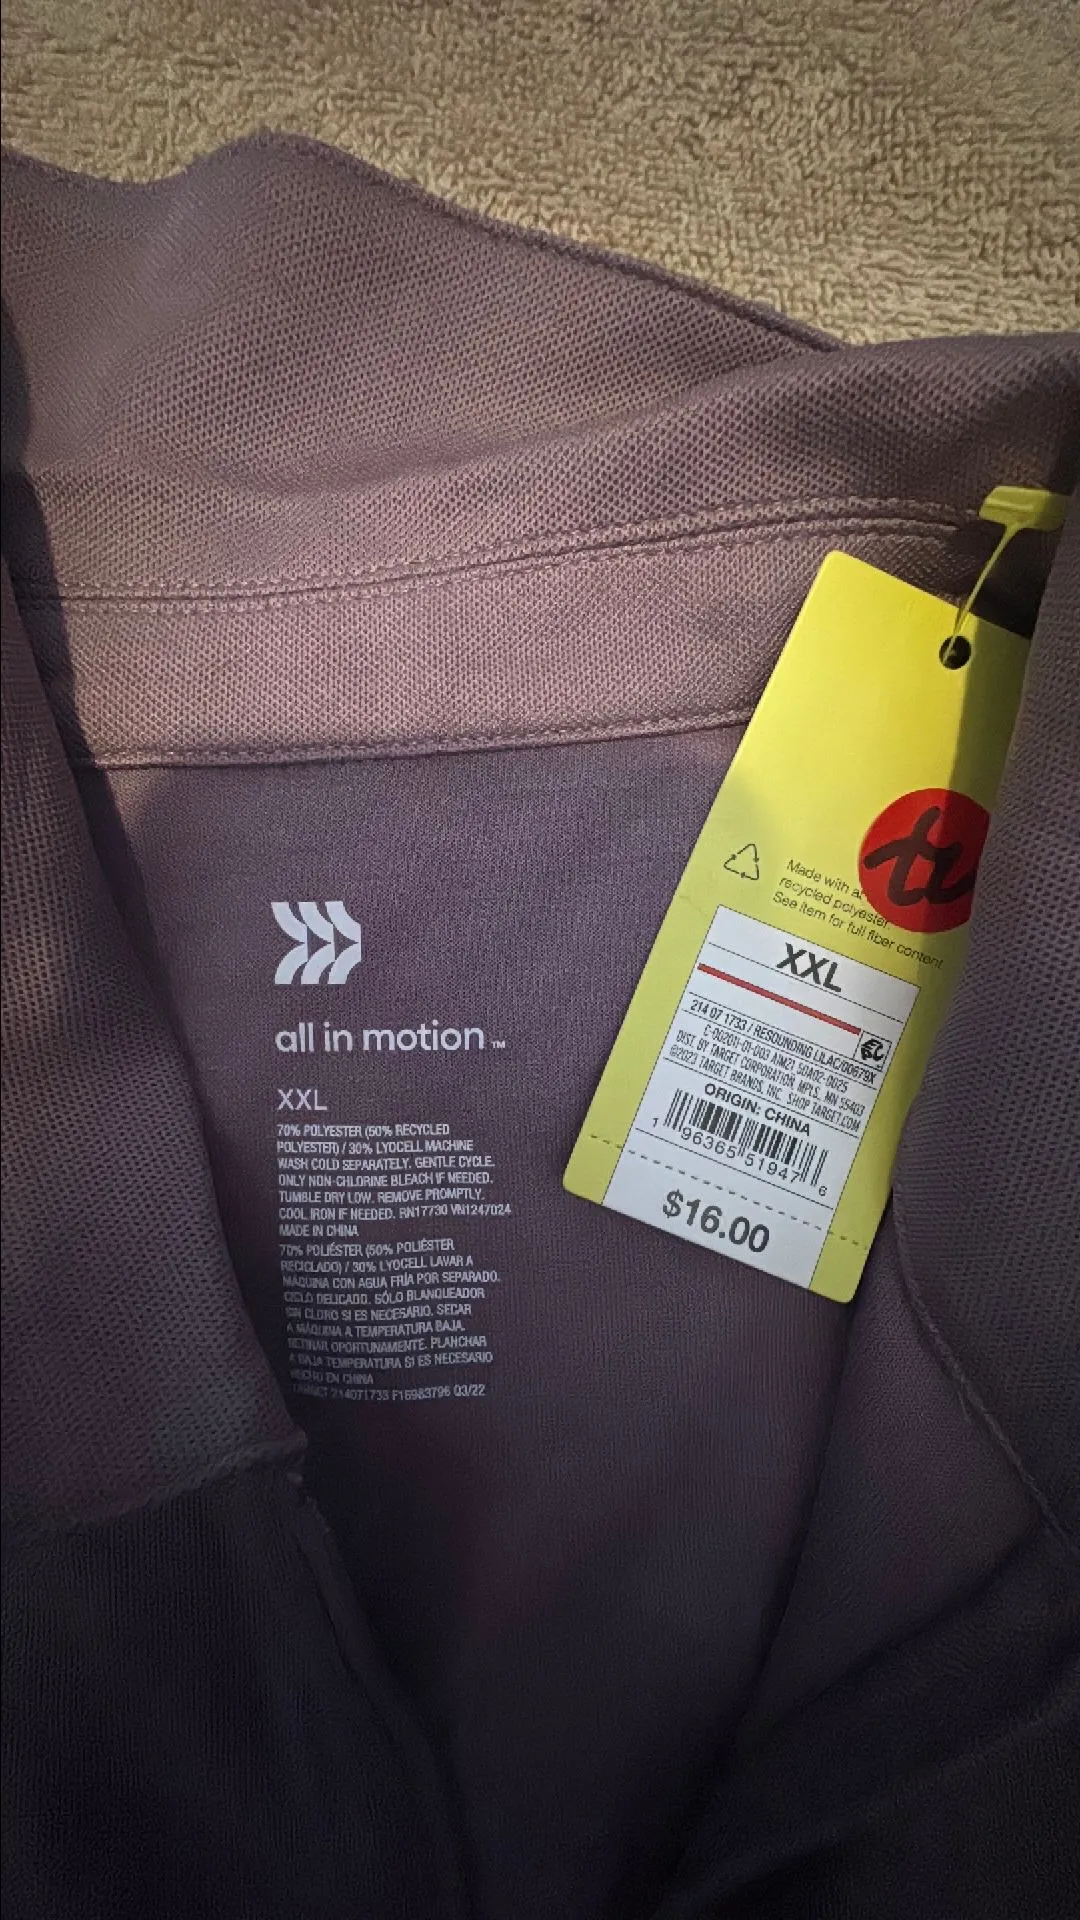 all in motion ™
XXL
70% POLYESTER (50% RECYCLED
POLYESTER) / 30% LYOCELL MACHINE
WASH COLD SEPARATELY. GENTLE CYCLE.
ONLY NON-CHLORINE BLEACH IF NEEDED.
TUMBLE DRY LOW. REMOVE PROMPTLY.
COOL IRON IF NEEDED. RN17730 VN1247024
MADE IN CHINA
70% POLIÉSTER (50% POLIÉSTER
RECICLADO) / 30% LYOCELL LAVAR A
MÁQUINA CON AGUA FRÍA POR SEPARADO.
CICLO DELICADO. SÓLO BLANQUEADOR
SIN CLORO SI ES NECESARIO. SECAR
A MÁQUINA A TEMPERATURA BAJA.
RETIRAR OPORTUNAMENTE. PLANCHAR
A BAJA TEMPERATURA SI ES NECESARIO
HECHO EN CHINA
TARGET 214071733 F16983796 03/22
Made with
recycled polyester.
See item for full fiber content
XXL
214 07 1733 / RESOUNDING LILAC/00679X
C-002011-01-003 AIM21 50A02-0025
DIST. BY TARGET CORPORATION, MPLS, MN 55403
©2023 TARGET BRANDS, INC. SHOP TARGET.COM
ORIGIN: CHINA
1 96365 51947 6
$16.00